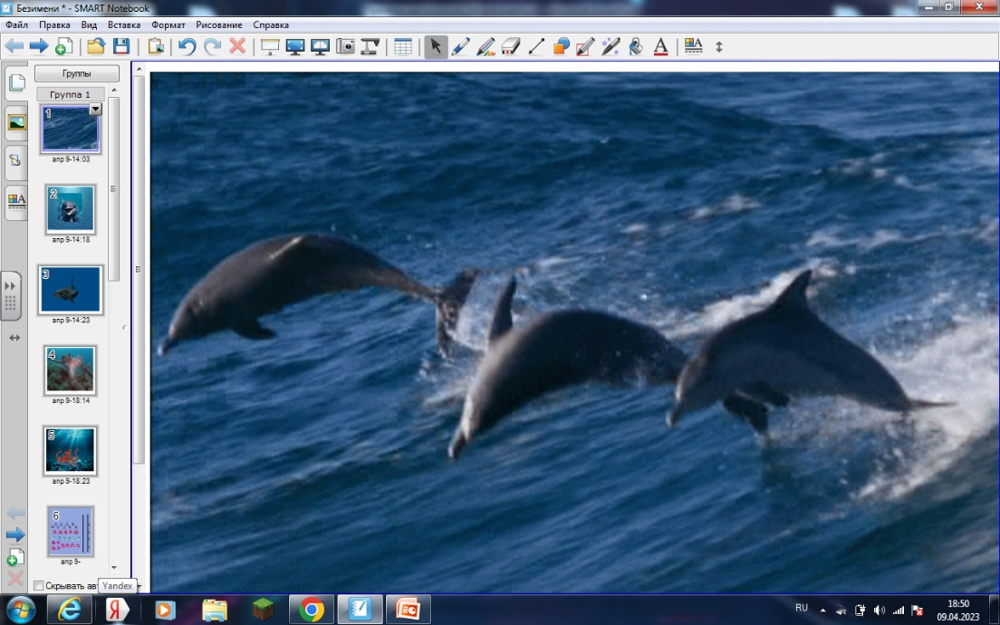 Безимени * - SMART Notebook
Файл Правка Вид Вставка Формат Рисование Справка
Группы
Группа 1
1
апр 9-14:03
2
апр 9-14:18
3
апр 9-14:23
4
апр 9-18:14
5
апр 9-18:23
6
апр 9-
Скрывать авт
Yandex
RU
18:50
09.04.2023